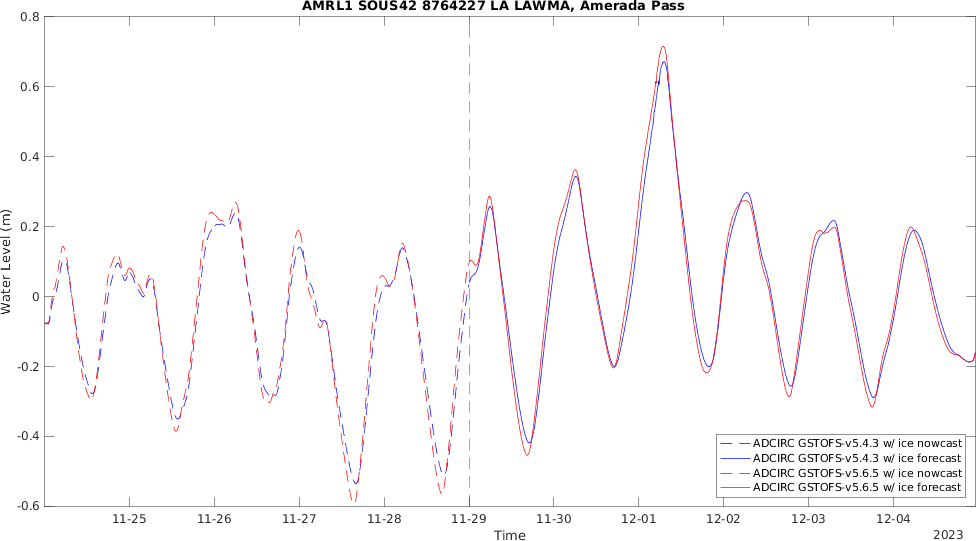 AMRL1 SOUS42 8764227 LA LAWMA, Amerada Pass
0.8
0.6
0.4
0.2
0
-0.2
-0.4
-0.6
Water Level (m)
ADCIRC GSTOFS-v5.4.3 w/ ice nowcast
ADCIRC GSTOFS-v5.4.3 w/ ice forecast
ADCIRC GSTOFS-v5.6.5 w/ ice nowcast
ADCIRC GSTOFS-v5.6.5 w/ ice forecast
11-25 11-26 11-27 11-28 11-29 11-30 12-01 12-02 12-03 12-04
Time
2023